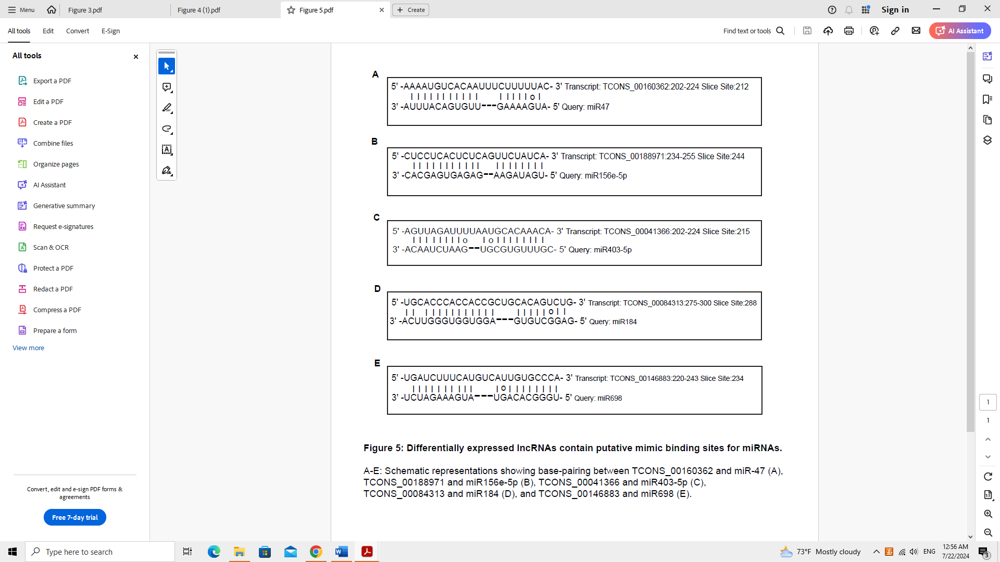 Menu
Figure 3.pdf
Figure 4 (1).pdf
Figure 5.pdf
Create
Sign in
All tools
Edit
Convert
E-Sign
Find text or tools
AI Assistant
All tools
Export a PDF
Edit a PDF
Create a PDF
Combine files
Organize pages
AI Assistant
Generative summary
Request e-signatures
Scan & OCR
Protect a PDF
Redact a PDF
Compress a PDF
Prepare a form
View more
Convert, edit and e-sign PDF forms &
agreements
Free 7-day trial
A
5' -AAAAUGUCACAAUUUCUUUUUAC- 3' Transcript: TCONS_00160362:202-224 Slice Site:212
| | | | | | | | | | | | | | | | o |
3' -AUUUACAGUGUU---GAAAAGUA- 5' Query: miR47
B
5' -CUCCUCACUCUCAGUUCUAUCA- 3' Transcript: TCONS_00188971:234-255 Slice Site:244
| | | | | | | | | | | | | | | | | | |
3' -CACGAGUGAGAG--AAGAUAGU- 5' Query: miR156e-5p
C
5' -AGUUAGAUUUUAAUGCACAAACA- 3' Transcript: TCONS_00041366:202-224 Slice Site:215
| | | | | | | | o | o | | | | | | | |
3' -ACAAUCUAAG--UGCGUGUUUGC- 5' Query: miR403-5p
D
5' -UGCACCCACCACCGCUGCACAGUCUG- 3' Transcript: TCONS_00084313:275-300 Slice Site:288
| | | | | | | | | | | | | | | | | | o | |
3' -ACUUGGGUGGUGGA---GUGUCGGAG- 5' Query: miR184
E
5' -UGAUCUUUCAUGUCAUUGUGCCCA- 3' Transcript: TCONS_00146883:220-243 Slice Site:234
| | | | | | | | | | | o | | | | | | | |
3' -UCUAGAAAGUA---UGACACGGGU- 5' Query: miR698
Figure 5: Differentially expressed lncRNAs contain putative mimic binding sites for miRNAs.
A-E: Schematic representations showing base-pairing between TCONS_00160362 and miR-47 (A),
TCONS_00188971 and miR156e-5p (B), TCONS_00041366 and miR403-5p (C),
TCONS_00084313 and miR184 (D), and TCONS_00146883 and miR698 (E).
1
1
Type here to search
73°F Mostly cloudy
ENG
12:56 AM
7/22/2024
3